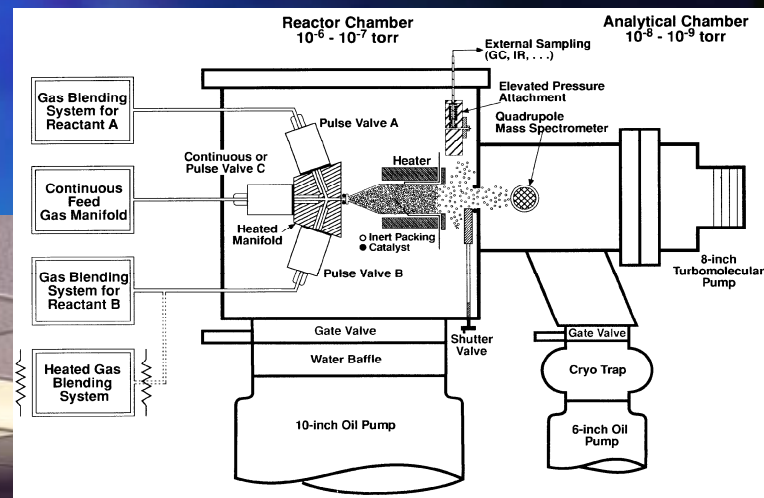 Reactor Chamber
10-6 - 10-7 torr
Analytical Chamber
10-8 - 10-9 torr
External Sampling
(GC, IR, . . .)
Elevated Pressure
Attachment
Quadrupole
Mass Spectrometer
Gas Blending
System for
Reactant A
Pulse Valve A
Continuous or
Pulse Valve C
Heater
Continuous
Feed
Gas Manifold
Heated
Manifold
Inert Packing
Catalyst
8-inch
Turbomolecular
Pump
Gas Blending
System for
Reactant B
Pulse Valve B
Shutter
Valve
Gate Valve
Gate Valve
Water Baffle
Heated Gas
Blending
System
Cryo Trap
10-inch Oil Pump
6-inch Oil
Pump